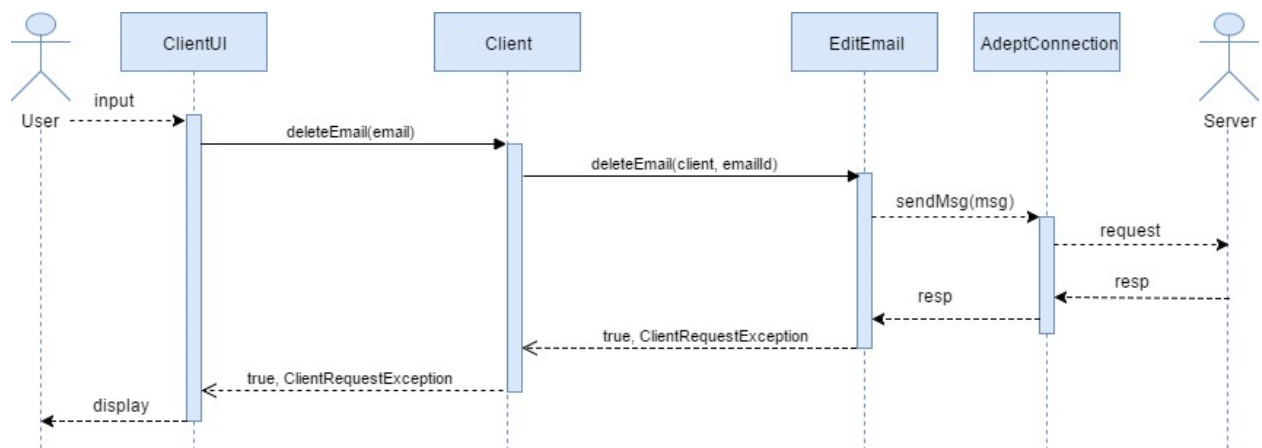 ClientUI
Client
EditEmail
AdeptConnection
input
User
Server
deleteEmail(email)
deleteEmail(client, emailId)
sendMsg(msg)
request
resp
resp
true, ClientRequestException
true, ClientRequestException
display